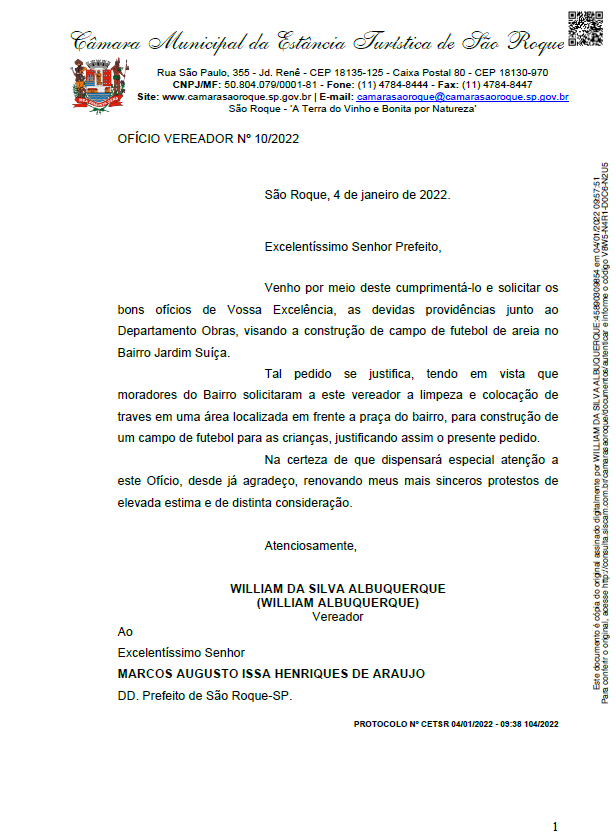 Câmara Municipal da Estância Turística de São Roque
Rua São Paulo, 355 - Jd. Renê - CEP 18135-125 - Caixa Postal 80 - CEP 18130-970
CNPJ/MF: 50.804.079/0001-81 - Fone: (11) 4784-8444 - Fax: (11) 4784-8447
Site: www.camarasaoroque.sp.gov.br | E-mail: camarasaoroque@camarasaoroque.sp.gov.br
São Roque - 'A Terra do Vinho e Bonita por Natureza'
OFÍCIO VEREADOR Nº 10/2022
São Roque, 4 de janeiro de 2022.
Excelentíssimo Senhor Prefeito,
Venho por meio deste cumprimentá-lo e solicitar os
bons ofícios de Vossa Excelência, as devidas providências junto ao
Departamento Obras, visando a construção de campo de futebol de areia no
Bairro Jardim Suíça.
Tal pedido se justifica, tendo em vista que
moradores do Bairro solicitaram a este vereador a limpeza e colocação de
traves em uma área localizada em frente a praça do bairro, para construção de
um campo de futebol para as crianças, justificando assim o presente pedido.
Na certeza de que dispensará especial atenção a
este Ofício, desde já agradeço, renovando meus mais sinceros protestos de
elevada estima e de distinta consideração.
Atenciosamente,
WILLIAM DA SILVA ALBUQUERQUE
(WILLIAM ALBUQUERQUE)
Vereador
Ao
Excelentíssimo Senhor
MARCOS AUGUSTO ISSA HENRIQUES DE ARAUJO
DD. Prefeito de São Roque-SP.
PROTOCOLO Nº CETSR 04/01/2022 - 09:38 104/2022
1
Este documento é cópia do original assinado digitalmente por WILLIAM DA SILVA ALBUQUERQUE:45890309854 em 04/01/2022 09:57:51
Para conferir o original, acesse http://consulta.siscam.com.br/camarasaoroque/documentos/autenticar e informe o código V8W5-N4R1-D0C6-N2U5